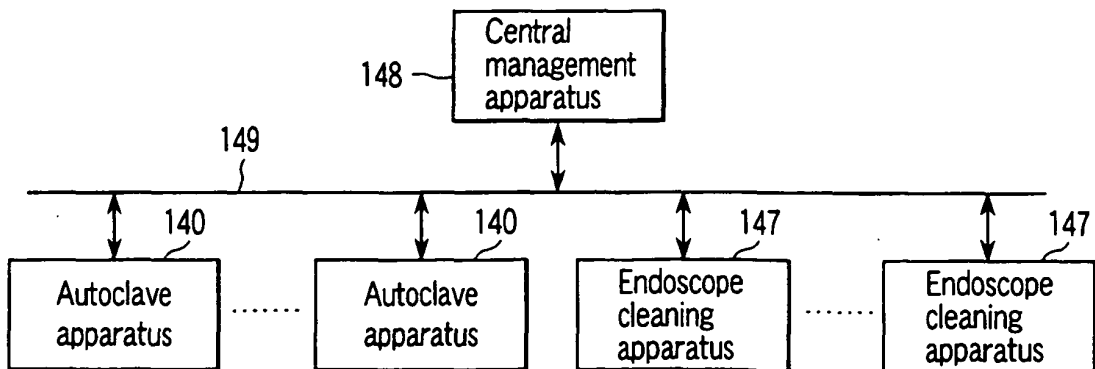 Central
management
apparatus
148
149
140
140
147
147
Autoclave
apparatus
Autoclave
apparatus
Endoscope
cleaning
apparatus
Endoscope
cleaning
apparatus